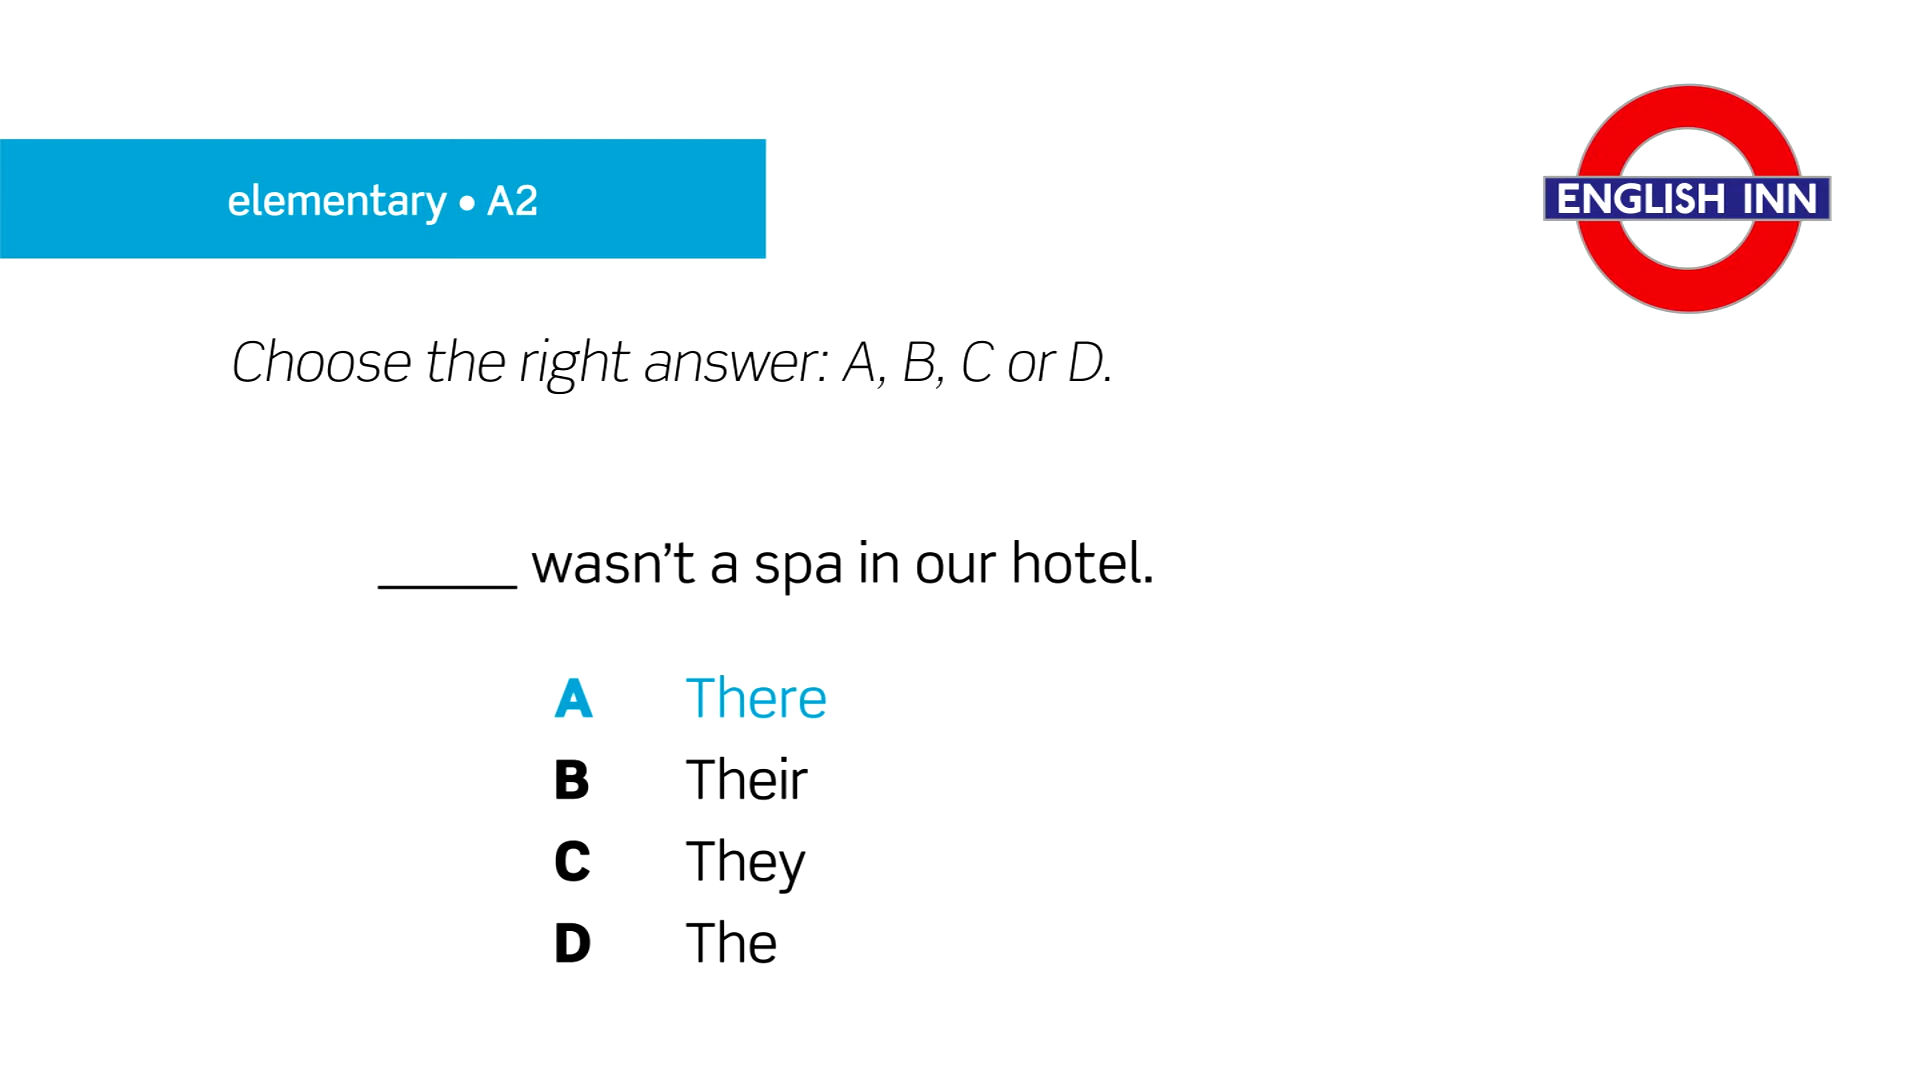 elementary • A2
ENGLISH INN
Choose the right answer: A, B, C or D.
_____ wasn’t a spa in our hotel.
A There
B Their
C They
D The